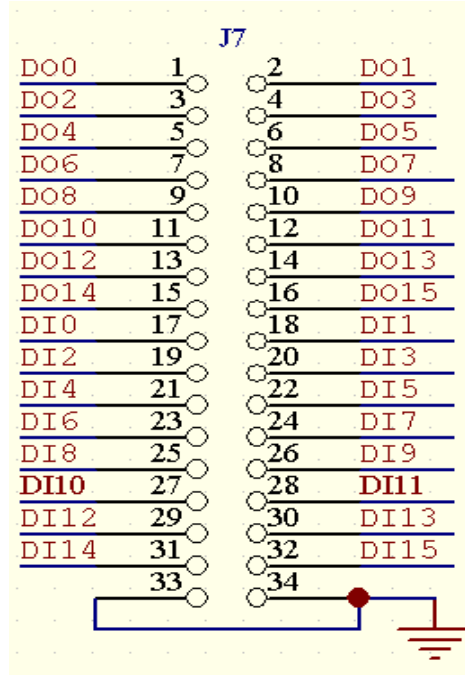 J7
DO0 1 2 DO1
DO2 3 4 DO3
DO4 5 6 DO5
DO6 7 8 DO7
DO8 9 10 DO9
DO10 11 12 DO11
DO12 13 14 DO13
DO14 15 16 DO15
DI0 17 18 DI1
DI2 19 20 DI3
DI4 21 22 DI5
DI6 23 24 DI7
DI8 25 26 DI9
DI10 27 28 DI11
DI12 29 30 DI13
DI14 31 32 DI15
33 34